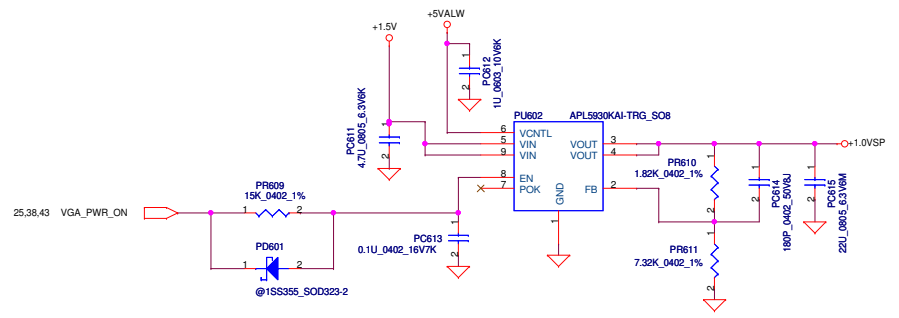 +1.5V
+5VALW
1
2
PC612
1U_0603_10V6K
1
2
PC611
4.7U_0805_6.3V6K
PU602
APL5930KAI-TRG_SO8
6
VCNTL
5
VIN
9
VIN
VOUT
3
VOUT
4
8
EN
7
POK
GND
1
FB
2
+1.0VSP
PR610
1.82K_0402_1%
1
2
1
2
PC614
180P_0402_50V8J
1
2
PC615
22U_0805_6.3V6M
25,38,43
VGA_PWR_ON
PR609
15K_0402_1%
1
2
PD601
1
2
@1SS355_SOD323-2
PC613
0.1U_0402_16V7K
1
2
PR611
7.32K_0402_1%
1
2